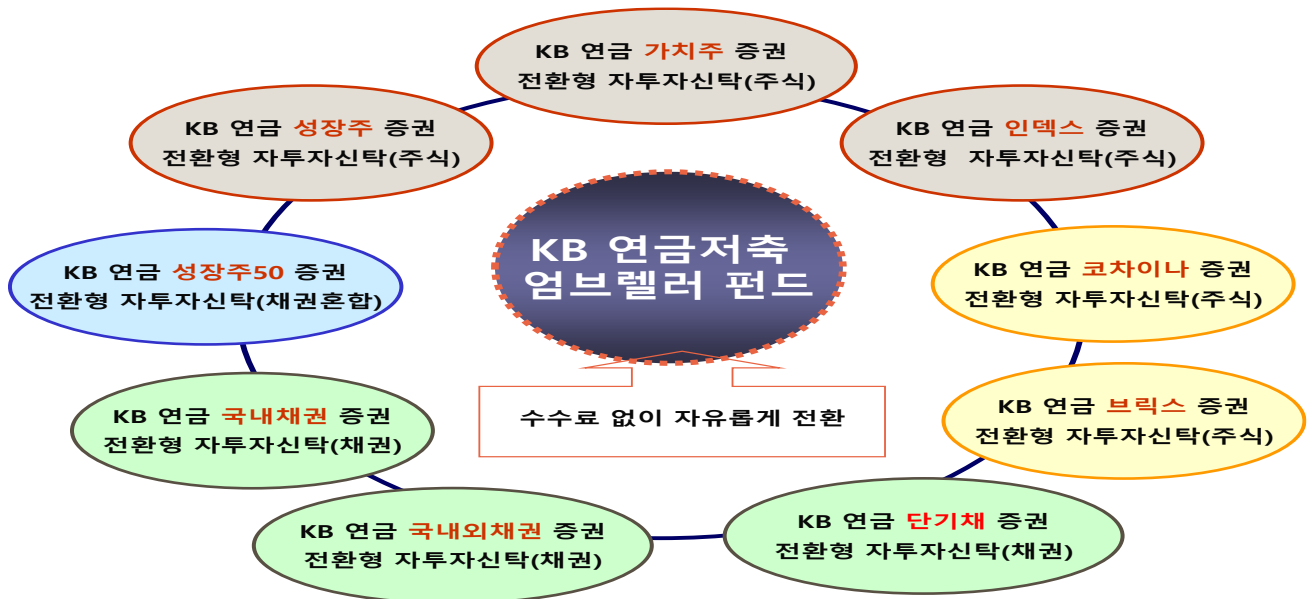 KB 연금 가치주 증권
전환형 자투자신탁(주식)
KB 연금 성장주 증권
전환형 자투자신탁(주식)
KB 연금 인덱스 증권
전환형 자투자신탁(주식)
KB 연금저축
엄브렐러 펀드
KB 연금 성장주50 증권
전환형 자투자신탁(채권혼합)
KB 연금 코차이나 증권
전환형 자투자신탁(주식)
수수료 없이 자유롭게 전환
KB 연금 국내채권 증권
전환형 자투자신탁(채권)
KB 연금 브릭스 증권
전환형 자투자신탁(주식)
KB 연금 국내외채권 증권
전환형 자투자신탁(채권)
KB 연금 단기채 증권
전환형 자투자신탁(채권)